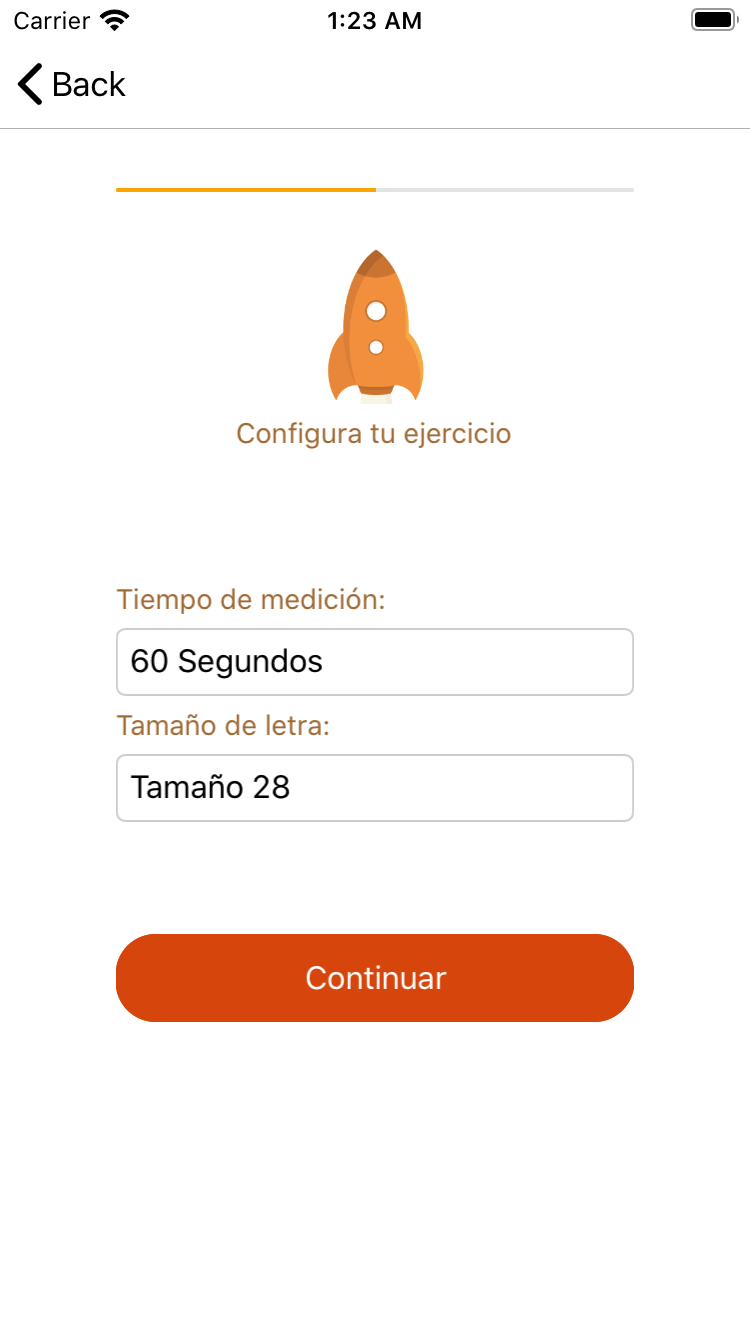 Carrier 1:23 AM
Back
Configura tu ejercicio
Tiempo de medición:
60 Segundos
Tamaño de letra:
Tamaño 28
Continuar